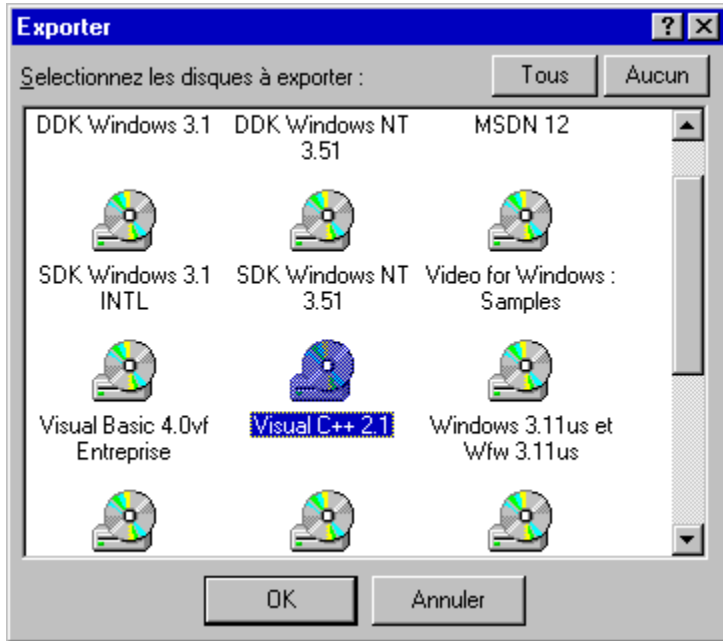 Exporter
Selectionnez les disques à exporter :
Tous
Aucun
DDK Windows 3.1
DDK Windows NT
3.51
MSDN 12
SDK Windows 3.1
INTL
SDK Windows NT
3.51
Video for Windows :
Samples
Visual Basic 4.0vf
Entreprise
Visual C++ 2.1
Windows 3.11us et
Wfw 3.11us
OK
Annuler